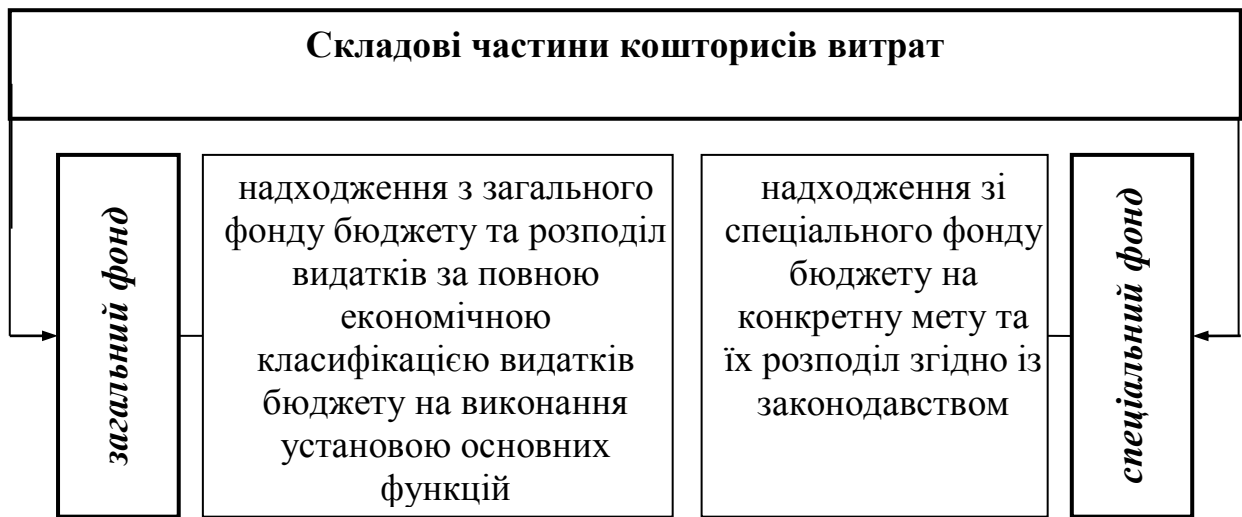 Складові частини кошторисів витрат
загальний фонд
надходження з загального
фонду бюджету та розподіл
видатків за повною
економічною
класифікацією видатків
бюджету на виконання
установою основних
функцій
надходження зі
спеціального фонду
бюджету на
конкретну мету та
їх розподіл згідно із
законодавством
спеціальний фонд